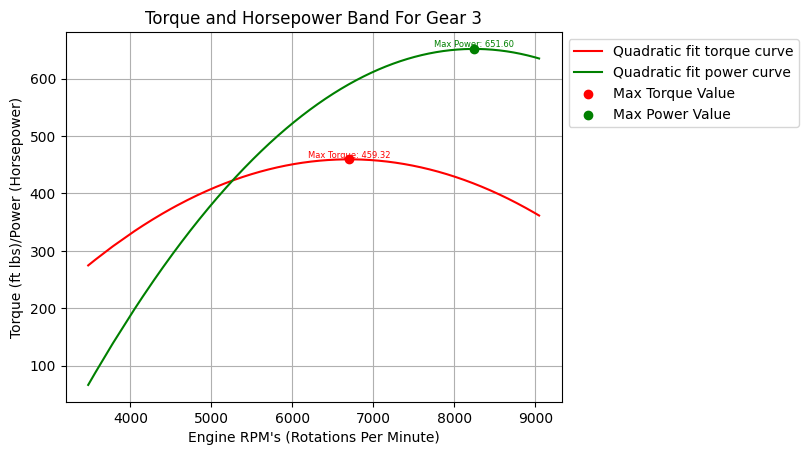 Torque and Horsepower Band For Gear 3
Max Power: 651.60
Max Torque: 459.32
Quadratic fit torque curve
Quadratic fit power curve
Max Torque Value
Max Power Value
Torque (ft lbs)/Power (Horsepower)
600
500
400
300
200
100
4000 5000 6000 7000 8000 9000
Engine RPM's (Rotations Per Minute)